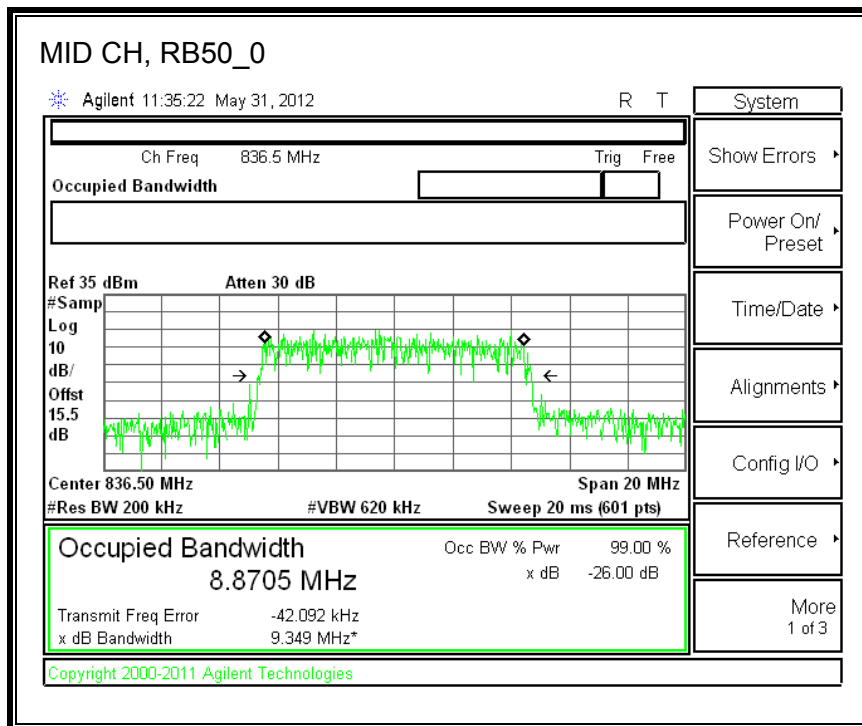 MID CH, RB50_0
Agilent 11:35:22 May 31, 2012 R T
System
Show Errors
Power On/
Preset
Time/Date
Alignments
Config I/O
Reference
More
1 of 3
Ch Freq 836.5 MHz Trig Free
Occupied Bandwidth
Ref 35 dBm Atten 30 dB
#Samp
Log
10
dB/
Offst
15.5
dB
Center 836.50 MHz Span 20 MHz
#Res BW 200 kHz #VBW 620 kHz Sweep 20 ms (601 pts)
Occupied Bandwidth Occ BW % Pwr 99.00 %
8.8705 MHz x dB -26.00 dB
Transmit Freq Error -42.092 kHz
x dB Bandwidth 9.349 MHz*
Copyright 2000-2011 Agilent Technologies